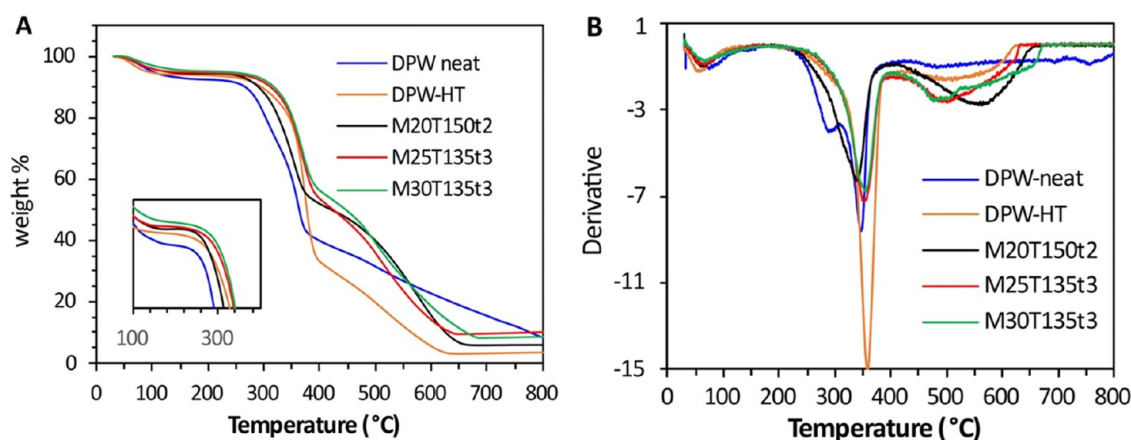 A
weight %
100
80
60
40
20
0
DPW neat
DPW-HT
M20T150t2
M25T135t3
M30T135t3
100 300
0 100 200 300 400 500 600 700 800
Temperature (°C)
B
Derivative
1
-3
-7
-11
-15
DPW-neat
DPW-HT
M20T150t2
M25T135t3
M30T135t3
0 100 200 300 400 500 600 700 800
Temperature (°C)